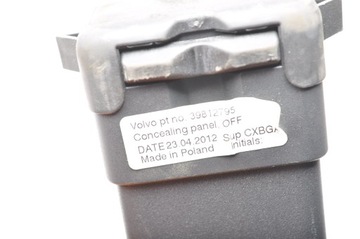 Volvo pt no. 39812795
Concealing panel, OFF
DATE 23.04.2012 Sup CXBGA
Made in Poland initials: